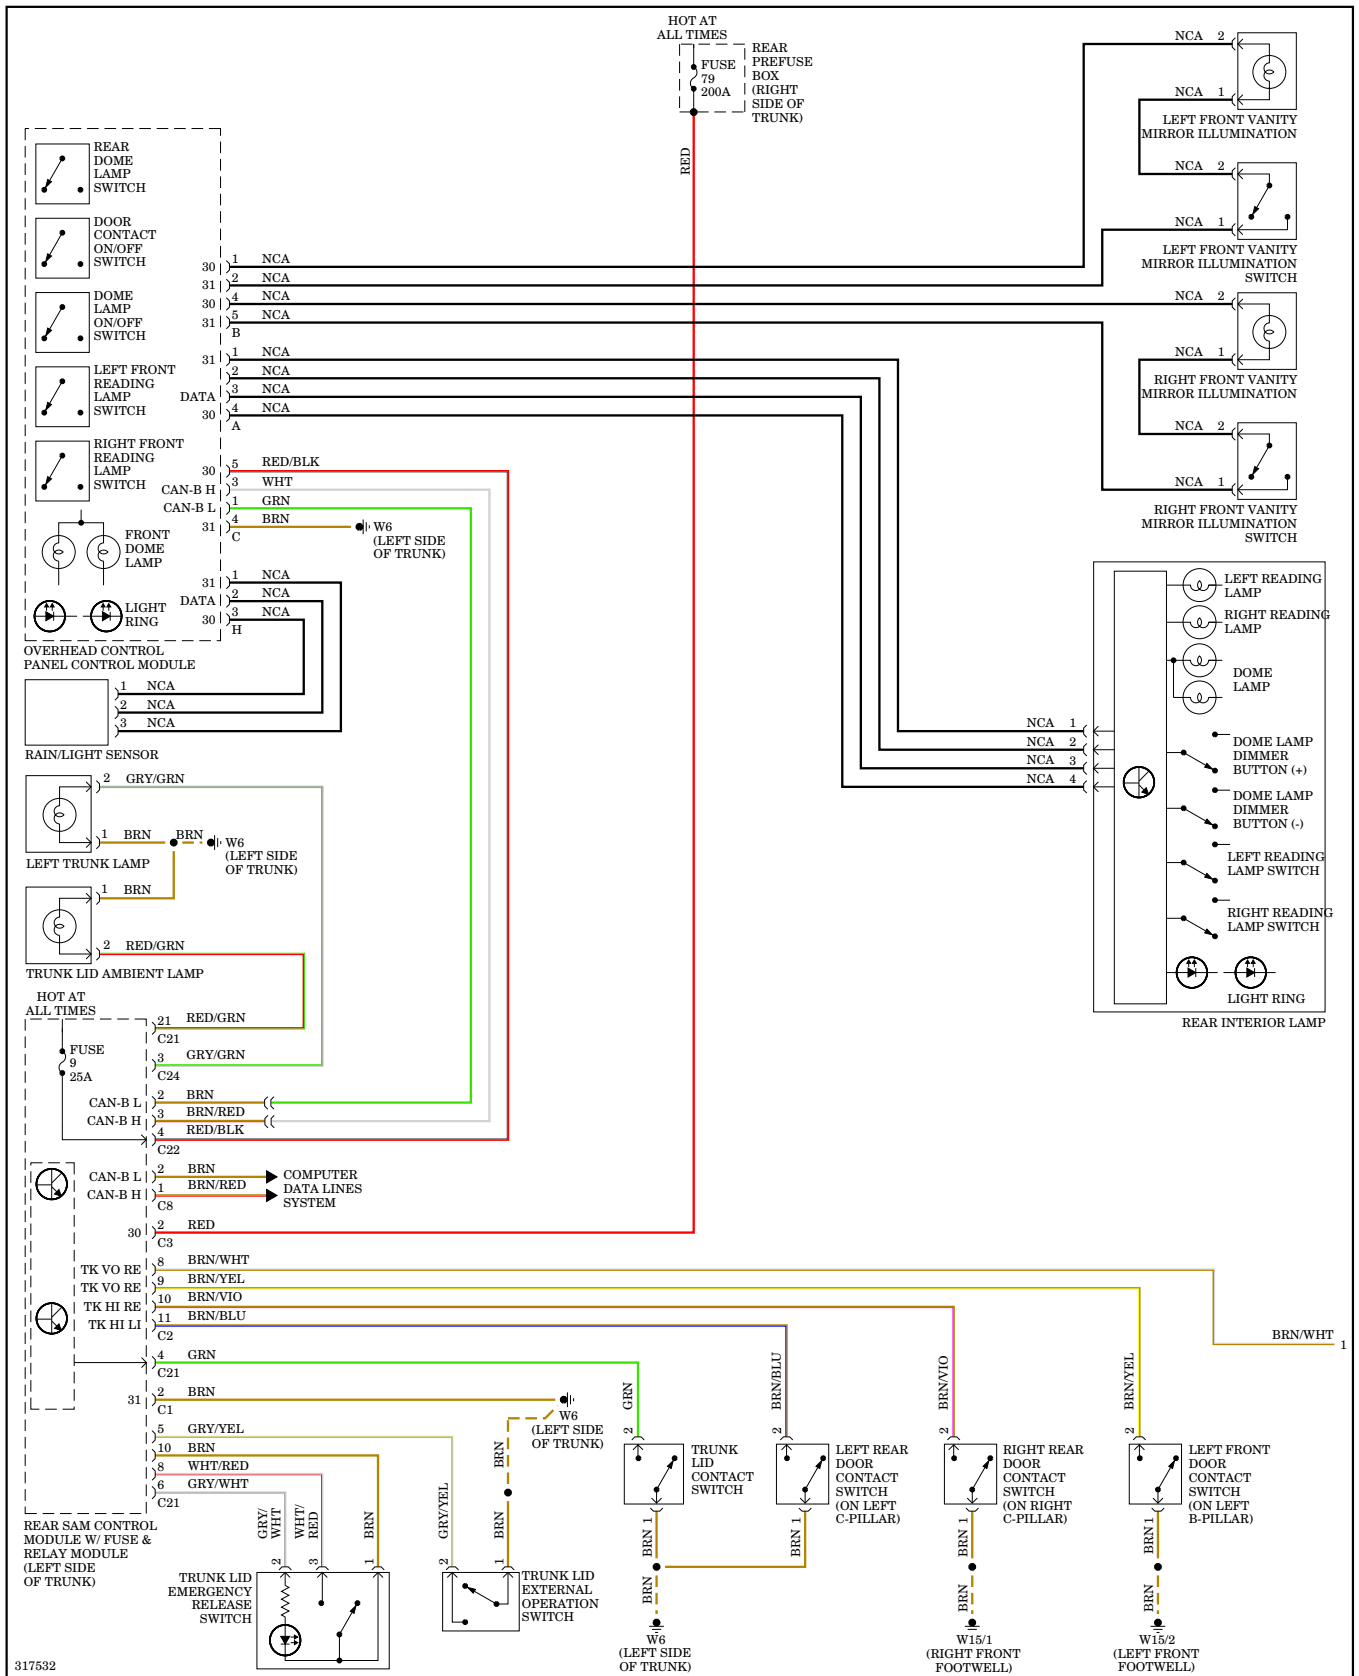 HOT AT
ALL TIMES
FUSE
79
200A
REAR
PREFUSE
BOX
(RIGHT
SIDE OF
TRUNK)
RED
NCA 2
NCA 1
LEFT FRONT VANITY
MIRROR ILLUMINATION
NCA 2
NCA 1
LEFT FRONT VANITY
MIRROR ILLUMINATION
SWITCH
NCA 2
NCA 1
RIGHT FRONT VANITY
MIRROR ILLUMINATION
NCA 2
NCA 1
RIGHT FRONT VANITY
MIRROR ILLUMINATION
SWITCH
REAR
DOME
LAMP
SWITCH
DOOR
CONTACT
ON/OFF
SWITCH
DOME
LAMP
ON/OFF
SWITCH
LEFT FRONT
READING
LAMP
SWITCH
RIGHT FRONT
READING
LAMP
SWITCH
FRONT
DOME
LAMP
LIGHT
RING
30 1 NCA
31 2 NCA
30 4 NCA
31 5 NCA
B
31 1 NCA
2 NCA
DATA 3 NCA
30 4 NCA
A
30 5 RED/BLK
CAN-B H 3 WHT
CAN-B L 1 GRN
31 4 BRN
C
W6
(LEFT SIDE
OF TRUNK)
31 1 NCA
DATA 2 NCA
30 3 NCA
H
OVERHEAD CONTROL
PANEL CONTROL MODULE
1 NCA
2 NCA
3 NCA
RAIN/LIGHT SENSOR
2 GRY/GRN
1 BRN BRN
W6
(LEFT SIDE
OF TRUNK)
LEFT TRUNK LAMP
1 BRN
2 RED/GRN
TRUNK LID AMBIENT LAMP
LEFT READING
LAMP
RIGHT READING
LAMP
DOME
LAMP
NCA 1
NCA 2
NCA 3
NCA 4
DOME LAMP
DIMMER
BUTTON (+)
DOME LAMP
DIMMER
BUTTON (-)
LEFT READING
LAMP SWITCH
RIGHT READING
LAMP SWITCH
LIGHT RING
REAR INTERIOR LAMP
HOT AT
ALL TIMES
FUSE
9
25A
21 RED/GRN
C21
3 GRY/GRN
C24
CAN-B L 2 BRN
CAN-B H 3 BRN/RED
4 RED/BLK
C22
CAN-B L 2 BRN
CAN-B H 1 BRN/RED
C8
COMPUTER
DATA LINES
SYSTEM
30 2 RED
C3
TK VO RE 8 BRN/WHT
TK VO RE 9 BRN/YEL
TK HI RE 10 BRN/VIO
TK HI LI 11 BRN/BLU
C2
BRN/WHT 1
4 GRN
C21
31 2 BRN
C1
W6
(LEFT SIDE
OF TRUNK)
5 GRY/YEL
10 BRN
8 WHT/RED
6 GRY/WHT
C21
REAR SAM CONTROL
MODULE W/ FUSE &
RELAY MODULE
(LEFT SIDE
OF TRUNK)
GRY/
WHT
WHT/
RED
BRN
2 3 1
TRUNK LID
EMERGENCY
RELEASE
SWITCH
GRY/YEL
BRN
BRN
2 1
TRUNK LID
EXTERNAL
OPERATION
SWITCH
GRN
2
TRUNK
LID
CONTACT
SWITCH
BRN 1
BRN
W6
(LEFT SIDE
OF TRUNK)
BRN/BLU
2
LEFT REAR
DOOR
CONTACT
SWITCH
(ON LEFT
C-PILLAR)
BRN 1
BRN/VIO
2
RIGHT REAR
DOOR
CONTACT
SWITCH
(ON RIGHT
C-PILLAR)
BRN 1
BRN
W15/1
(RIGHT FRONT
FOOTWELL)
BRN/YEL
2
LEFT FRONT
DOOR
CONTACT
SWITCH
(ON LEFT
B-PILLAR)
BRN 1
BRN
W15/2
(LEFT FRONT
FOOTWELL)
317532